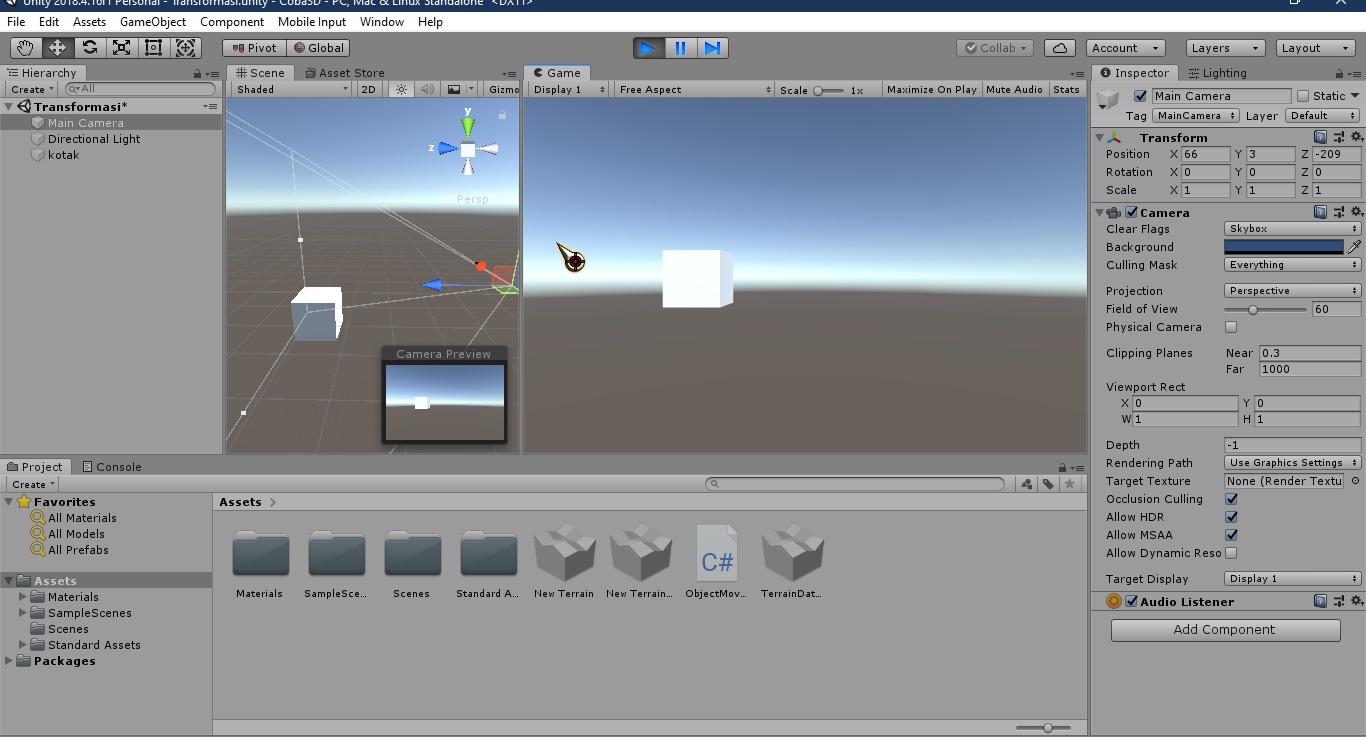 Unity 2018.4.16f1 Personal - Transformasi.unity - Coba3D - PC, Mac & Linux Standalone* <DX11>
File Edit Assets GameObject Component Mobile Input Window Help
Pivot Global Collab Account Layers Layout
Hierarchy
Create All
Transformasi*
Main Camera
Directional Light
kotak
Scene Asset Store
Shaded 2D Gizmo
y
z
Persp
Camera Preview
Game
Display 1 Free Aspect Scale 1x Maximize On Play Mute Audio Stats
Inspector Lighting
Main Camera Static
Tag MainCamera Layer Default
Transform
Position X 66 Y 3 Z -209
Rotation X 0 Y 0 Z 0
Scale X 1 Y 1 Z 1
Camera
Clear Flags Skybox
Background
Culling Mask Everything
Projection Perspective
Field of View 60
Physical Camera
Clipping Planes Near 0.3
Far 1000
Viewport Rect
X 0 Y 0
W 1 H 1
Depth -1
Rendering Path Use Graphics Settings
Target Texture None (Render Textu
Occlusion Culling
Allow HDR
Allow MSAA
Allow Dynamic Reso
Target Display Display 1
Audio Listener
Add Component
Project Console
Create
Favorites
All Materials
All Models
All Prefabs
Assets
Materials
SampleScenes
Scenes
Standard Assets
Packages
Assets
Materials SampleSce... Scenes Standard A... New Terrain New Terrain... ObjectMov... TerrainDat...
C#